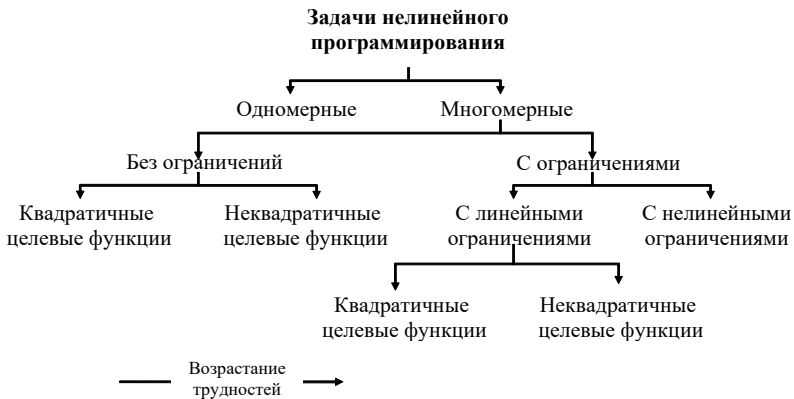 Задачи нелинейного
программирования
Одномерные
Многомерные
Без ограничений
С ограничениями
Квадратичные
целевые функции
Неквадратичные
целевые функции
С линейными
ограничениями
С нелинейными
ограничениями
Квадратичные
целевые функции
Неквадратичные
целевые функции
Возрастание
трудностей